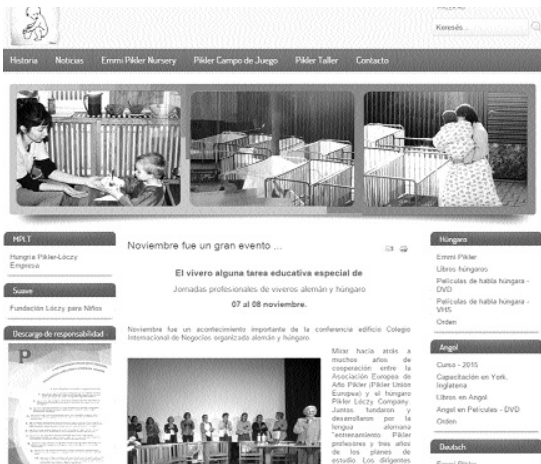 Keresés...
Historia
Noticias
Emmi Pikler Nursery
Pikler Campo de Juego
Pikler Taller
Contacto
MPLT
Hungría Pikler-Lóczy
Empresa
Suave
Fundación Lóczy para Niños
Descargo de responsabilidad
P
Noviembre fue un gran evento ...
El vivero alguna tarea educativa especial de
Jornadas profesionales de viveros alemán y húngaro
07 al 08 noviembre.
Noviembre fue un acontecimiento importante de la conferencia edificio Colegio
Internacional de Negocios organizada alemán y húngaro.
Mirar hacia atrás a
muchos años de
cooperación entre la
Asociación Europea de
Año Pikler (Pikler Union
Europea) y el húngaro
Pikler Lóczy Company.
Juntos fundaron y
desarrollaron por la
lengua alemana
"entrenamiento Pikler
profesores y tres años
de los planes de
estudio. Los dirigentes
Húngaro
Emmi Pikler
Libros húngaros
Películas de habla húngara -
DVD
Películas de habla húngara -
VHS
Orden
Angol
Curso - 2015
Capacitación en York,
Inglaterra
Libros en Angol
Angol en Películas - DVD
Orden
Deutsch
Emmi Pikler